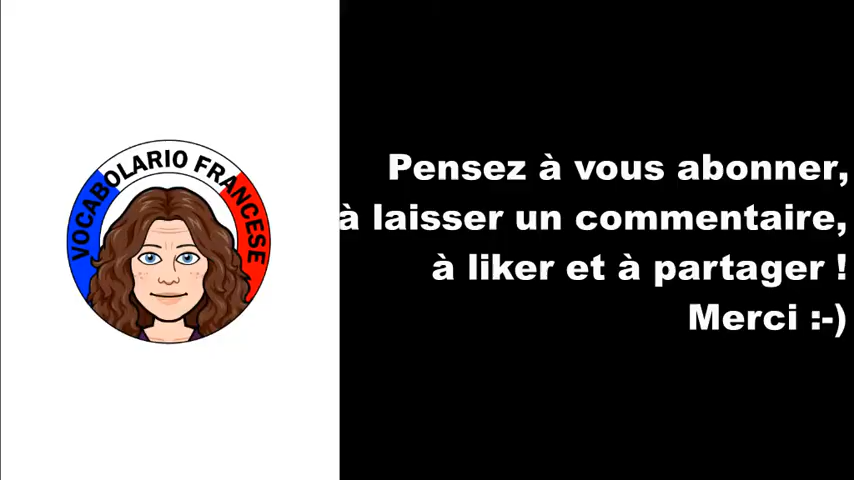 VOCABOLARIO FRANCESE
Pensez à vous abonner,
à laisser un commentaire,
à liker et à partager !
Merci :-)